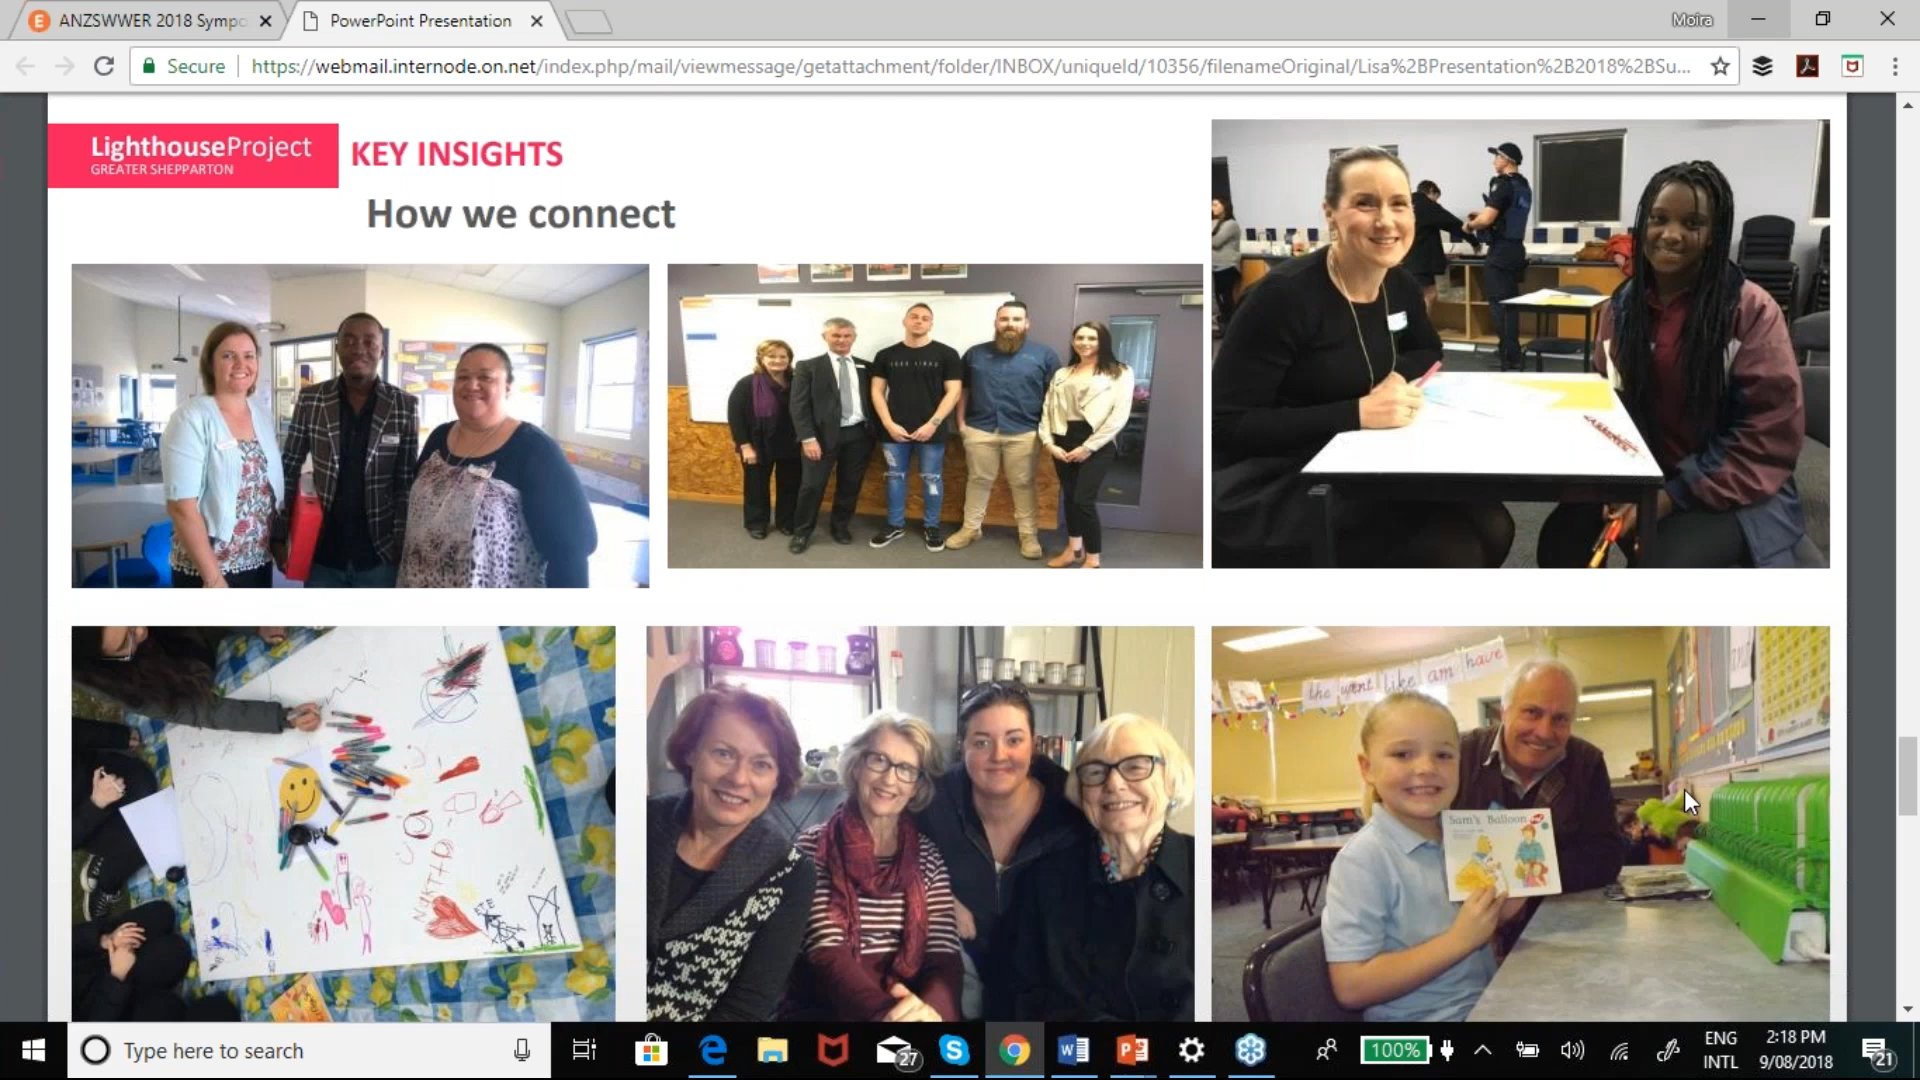 ANZSWWER 2018 Sympo
PowerPoint Presentation
Moira
Secure
https://webmail.internode.on.net/index.php/mail/viewmessage/getattachment/folder/INBOX/uniqueId/10356/filenameOriginal/Lisa%2BPresentation%2B2018%2BSu...
LighthouseProject
GREATER SHEPPARTON
KEY INSIGHTS
How we connect
the went like am have
Sam's Balloon
Type here to search
27
100%
ENG
INTL
2:18 PM
9/08/2018
21